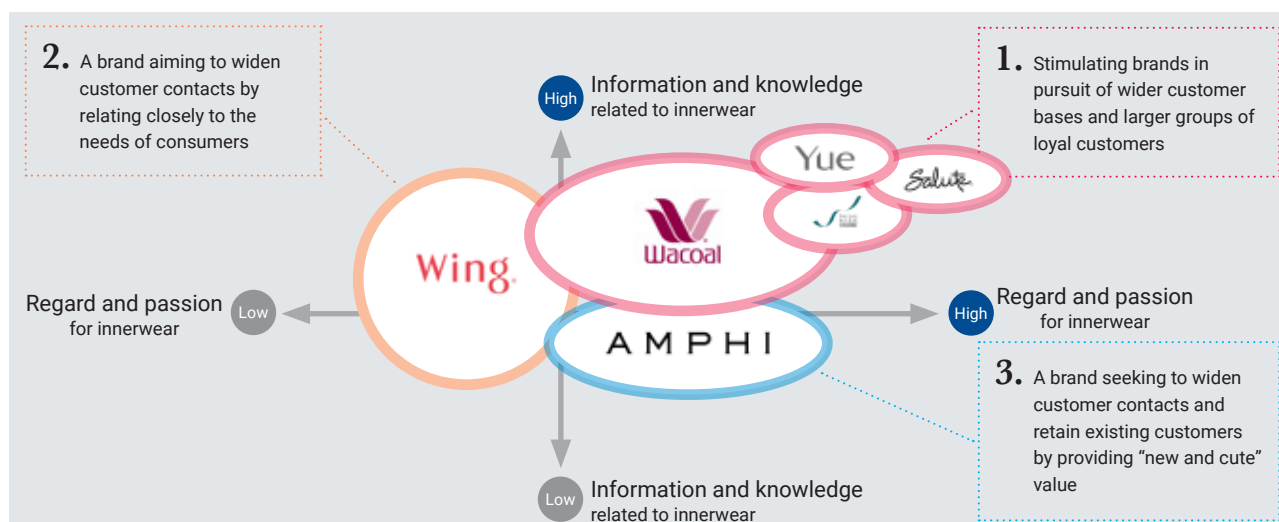 2. A brand aiming to widen
customer contacts by
relating closely to the
needs of consumers
High
Information and knowledge
related to innerwear
1. Stimulating brands in
pursuit of wider customer
bases and larger groups of
loyal customers
Yue
Salute
Wacoal
Wing
AMPHI
Regard and passion
for innerwear
Low
High
Regard and passion
for innerwear
3. A brand seeking to widen
customer contacts and
retain existing customers
by providing “new and cute”
value
Low
Information and knowledge
related to innerwear